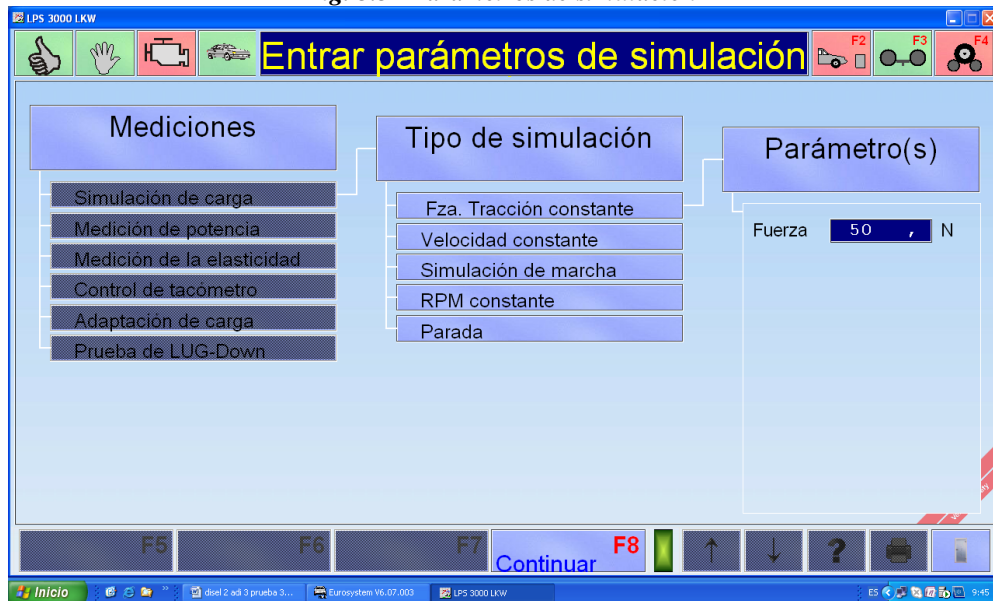 LPS 3000 LKW
Entrar parámetros de simulación
F2
F3
F4
Mediciones
Simulación de carga
Medición de potencia
Medición de la elasticidad
Control de tacómetro
Adaptación de carga
Prueba de LUG-Down
Tipo de simulación
Fza. Tracción constante
Velocidad constante
Simulación de marcha
RPM constante
Parada
Parámetro(s)
Fuerza 50 , N
F5
F6
F7
F8
Continuar
?
Inicio
disel 2 adi 3 prueba 3...
Eurosystem V6.07.003
LPS 3000 LKW
ES
9:45